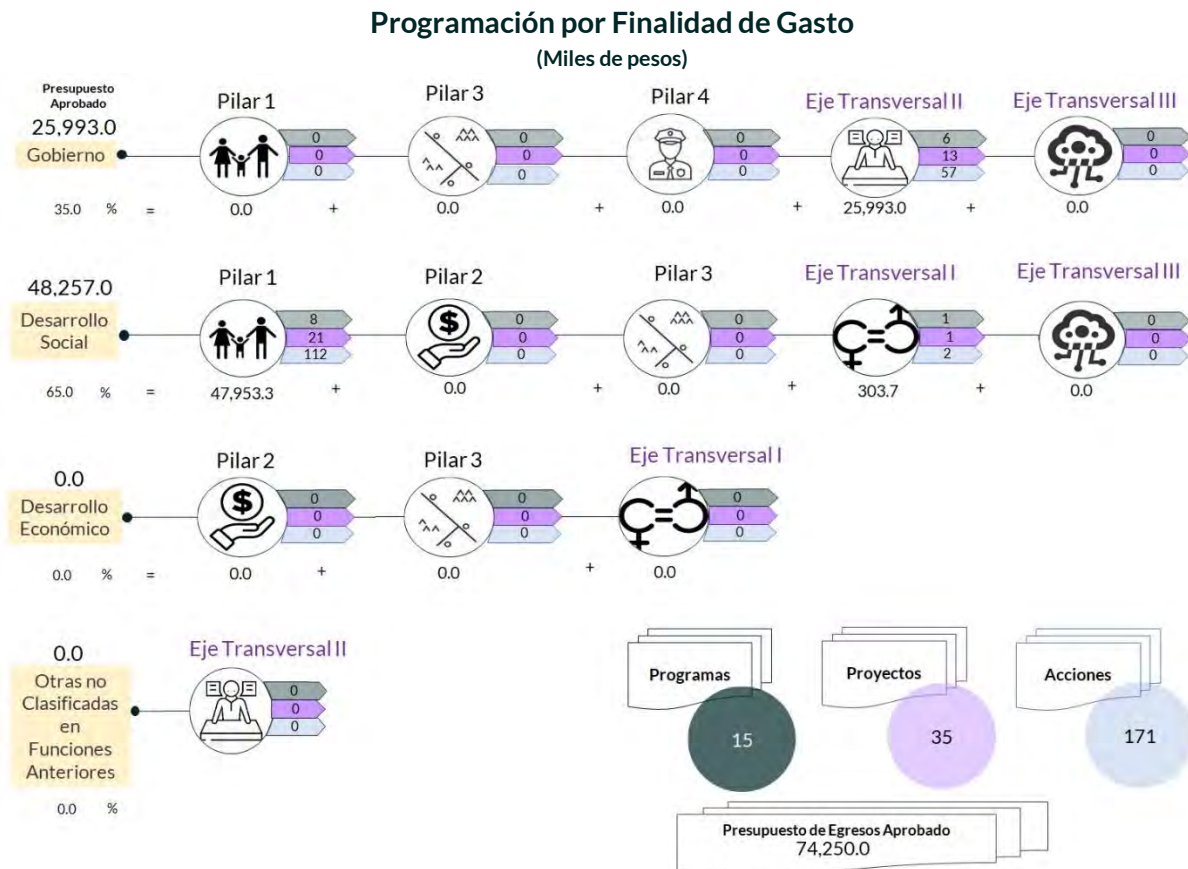 Programación por Finalidad de Gasto
(Miles de pesos)
Presupuesto
Aprobado
25,993.0
Gobierno
35.0 % =
Pilar 1
0
0
0
0.0
+
Pilar 3
0
0
0
0.0
+
Pilar 4
0
0
0
0.0
+
Eje Transversal II
6
13
57
25,993.0
+
Eje Transversal III
0
0
0
0.0
48,257.0
Desarrollo
Social
65.0 % =
Pilar 1
8
21
112
47,953.3
+
Pilar 2
$
0
0
0
0.0
+
Pilar 3
0
0
0
0.0
+
Eje Transversal I
1
1
2
303.7
+
Eje Transversal III
0
0
0
0.0
0.0
Desarrollo
Económico
0.0 % =
Pilar 2
$
0
0
0
0.0
+
Pilar 3
0
0
0
0.0
+
Eje Transversal I
0
0
0
0.0
0.0
Otras no
Clasificadas
en
Funciones
Anteriores
0.0 %
Eje Transversal II
0
0
0
Programas
15
Proyectos
35
Acciones
171
Presupuesto de Egresos Aprobado
74,250.0